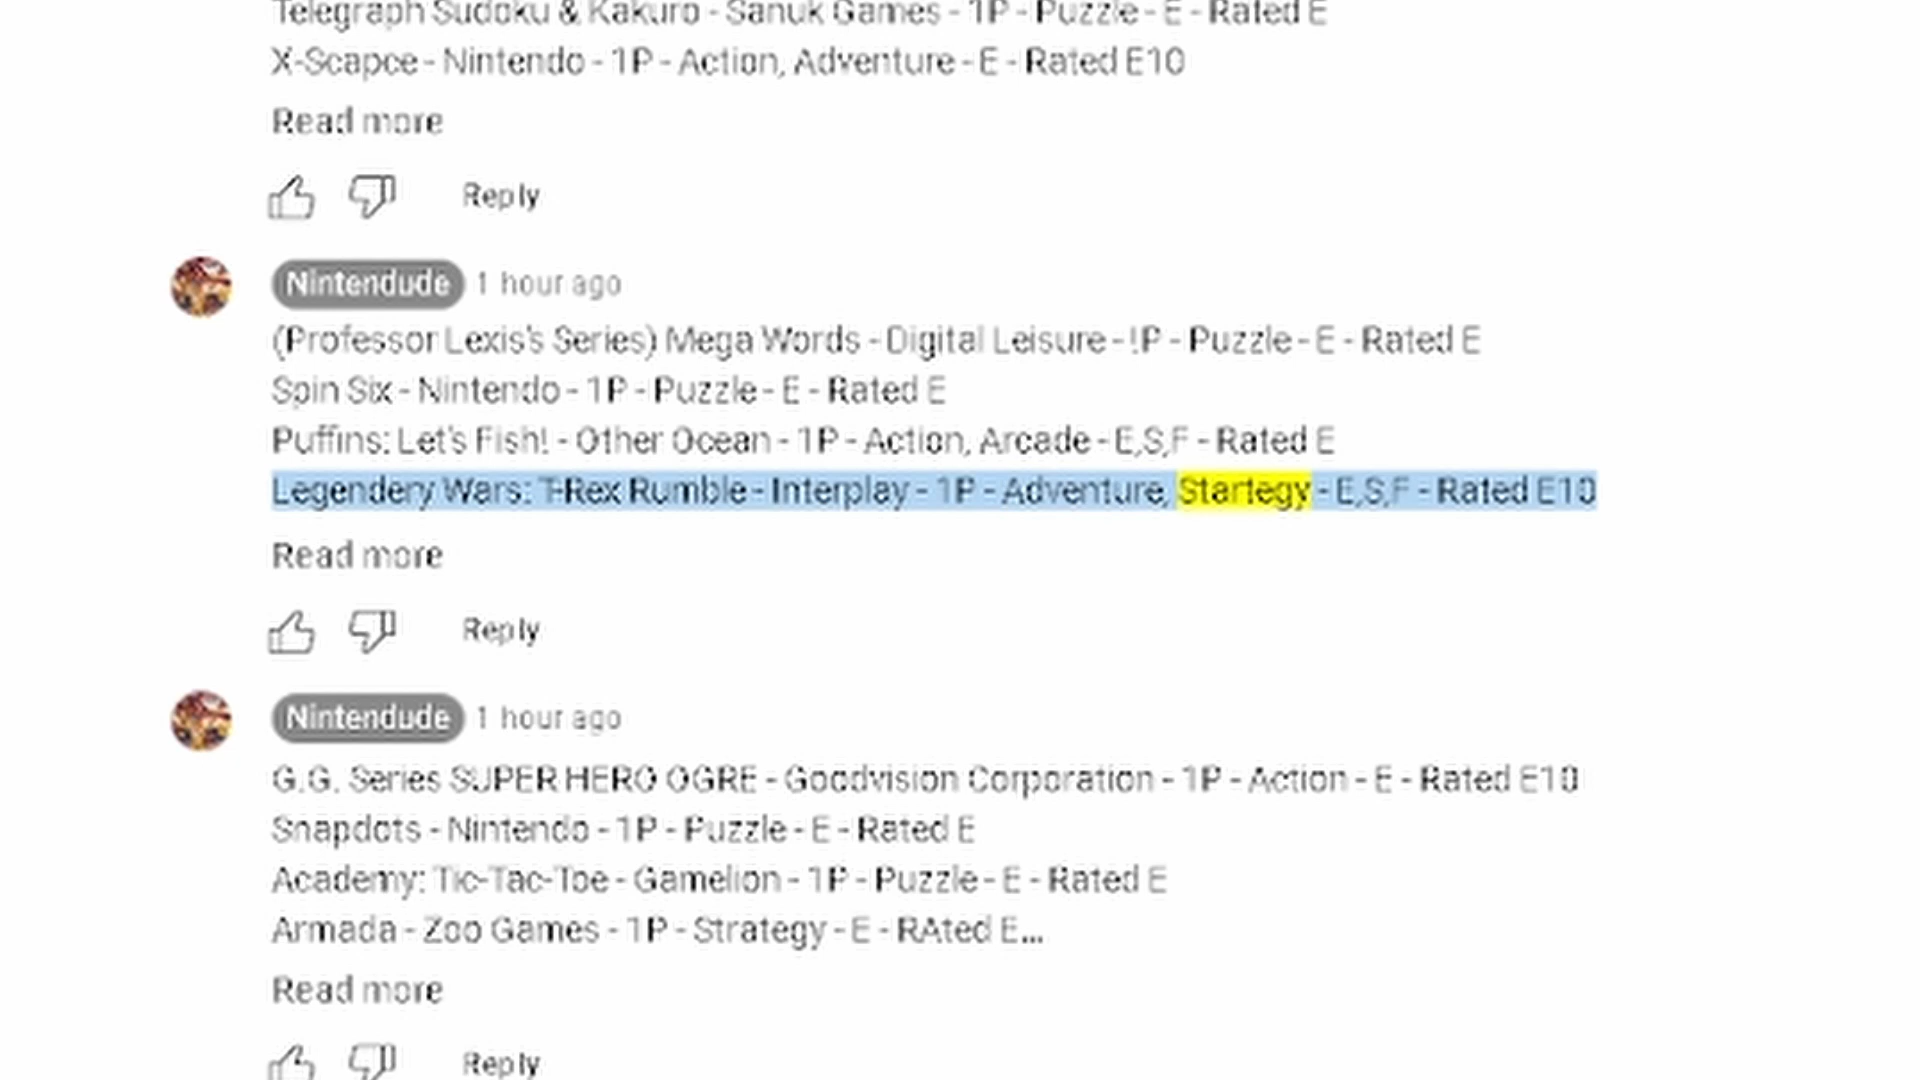 Telegraph Sudoku & Kakuro - Sanuk Games - 1P - Puzzle - E - Rated E
X-Scapce - Nintendo - 1P - Action, Adventure - E - Rated E10
Read more
Reply
Nintendude 1 hour ago
(Professor Lexis's Series) Mega Words - Digital Leisure - !P - Puzzle - E - Rated E
Spin Six - Nintendo - 1P - Puzzle - E - Rated E
Puffins: Let's Fish! - Other Ocean - 1P - Action, Arcade - E,S,F - Rated E
Legendery Wars: T-Rex Rumble - Interplay - 1P - Adventure, Startegy - E,S,F - Rated E10
Read more
Reply
Nintendude 1 hour ago
G.G. Series SUPER HERO OGRE - Goodvision Corporation - 1P - Action - E - Rated E10
Snapdots - Nintendo - 1P - Puzzle - E - Rated E
Academy: Tic-Tac-Toe - Gamelion - 1P - Puzzle - E - Rated E
Armada - Zoo Games - 1P - Strategy - E - RAted E...
Read more
Reply